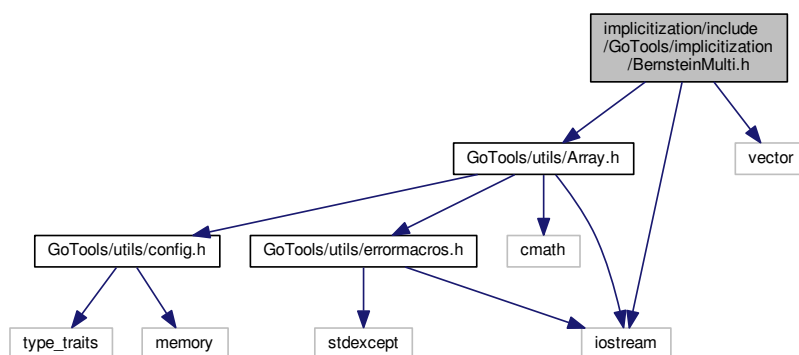 implicitization/include
/GoTools/implicitization
/BernsteinMulti.h
GoTools/utils/Array.h
vector
GoTools/utils/config.h
GoTools/utils/errormacros.h
cmath
type_traits
memory
stdexcept
iostream